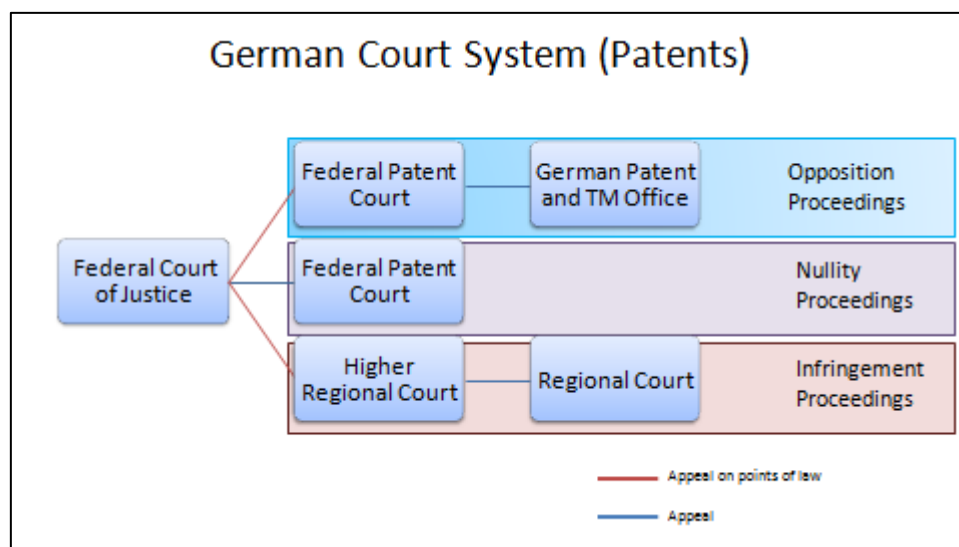 German Court System (Patents)
Federal Patent
Court
German Patent
and TM Office
Opposition
Proceedings
Federal Court
of Justice
Federal Patent
Court
Nullity
Proceedings
Higher
Regional Court
Regional Court
Infringement
Proceedings
Appeal on points of law
Appeal